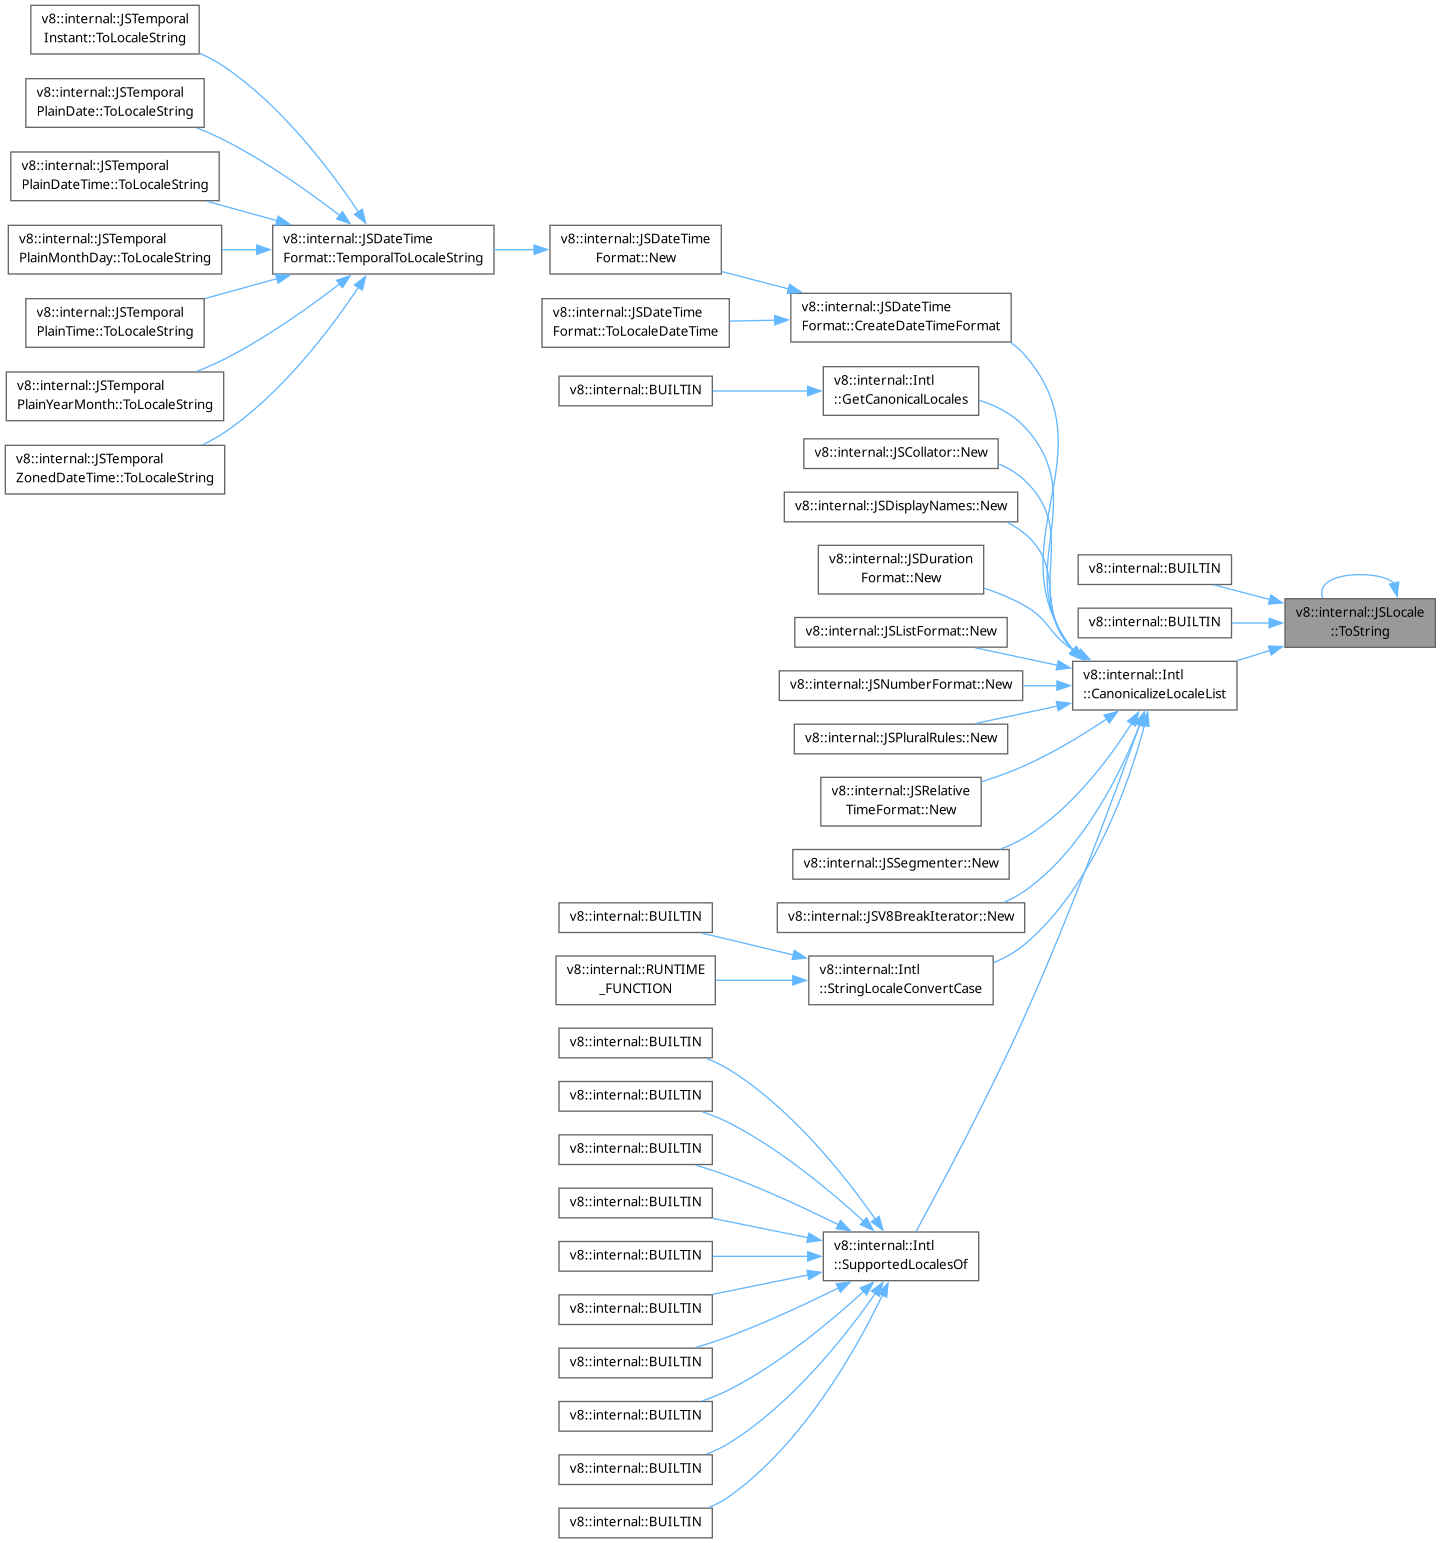 v8::internal::JSTemporal
Instant::ToLocaleString
v8::internal::JSTemporal
PlainDate::ToLocaleString
v8::internal::JSTemporal
PlainDateTime::ToLocaleString
v8::internal::JSTemporal
PlainMonthDay::ToLocaleString
v8::internal::JSTemporal
PlainTime::ToLocaleString
v8::internal::JSTemporal
PlainYearMonth::ToLocaleString
v8::internal::JSTemporal
ZonedDateTime::ToLocaleString
v8::internal::JSDateTime
Format::TemporalToLocaleString
v8::internal::JSDateTime
Format::New
v8::internal::JSDateTime
Format::ToLocaleDateTime
v8::internal::BUILTIN
v8::internal::BUILTIN
v8::internal::RUNTIME
_FUNCTION
v8::internal::BUILTIN
v8::internal::BUILTIN
v8::internal::BUILTIN
v8::internal::BUILTIN
v8::internal::BUILTIN
v8::internal::BUILTIN
v8::internal::BUILTIN
v8::internal::BUILTIN
v8::internal::BUILTIN
v8::internal::BUILTIN
v8::internal::JSDateTime
Format::CreateDateTimeFormat
v8::internal::Intl
::GetCanonicalLocales
v8::internal::JSCollator::New
v8::internal::JSDisplayNames::New
v8::internal::JSDuration
Format::New
v8::internal::JSListFormat::New
v8::internal::JSNumberFormat::New
v8::internal::JSPluralRules::New
v8::internal::JSRelative
TimeFormat::New
v8::internal::JSSegmenter::New
v8::internal::JSV8BreakIterator::New
v8::internal::Intl
::StringLocaleConvertCase
v8::internal::Intl
::SupportedLocalesOf
v8::internal::BUILTIN
v8::internal::BUILTIN
v8::internal::Intl
::CanonicalizeLocaleList
v8::internal::JSLocale
::ToString